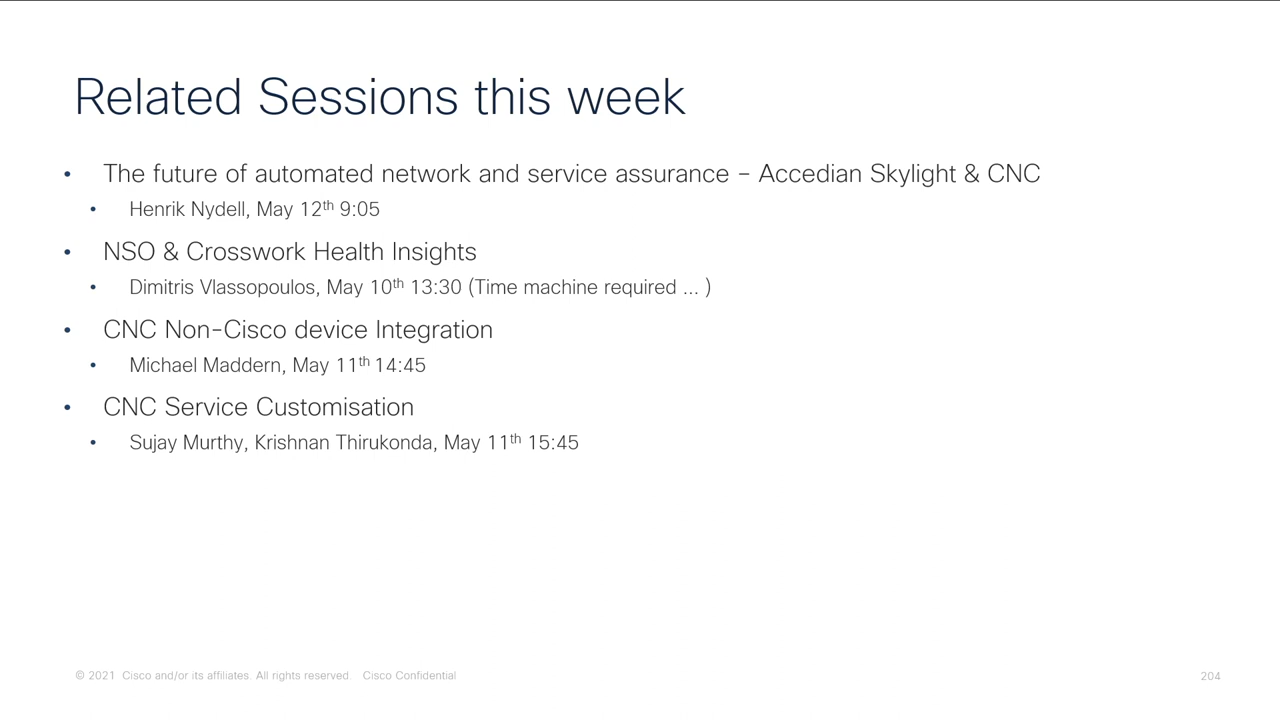 Related Sessions this week
• The future of automated network and service assurance – Accedian Skylight & CNC
• Henrik Nydell, May 12th 9:05
• NSO & Crosswork Health Insights
• Dimitris Vlassopoulos, May 10th 13:30 (Time machine required ... )
• CNC Non-Cisco device Integration
• Michael Maddern, May 11th 14:45
• CNC Service Customisation
• Sujay Murthy, Krishnan Thirukonda, May 11th 15:45
© 2021 Cisco and/or its affiliates. All rights reserved. Cisco Confidential
204